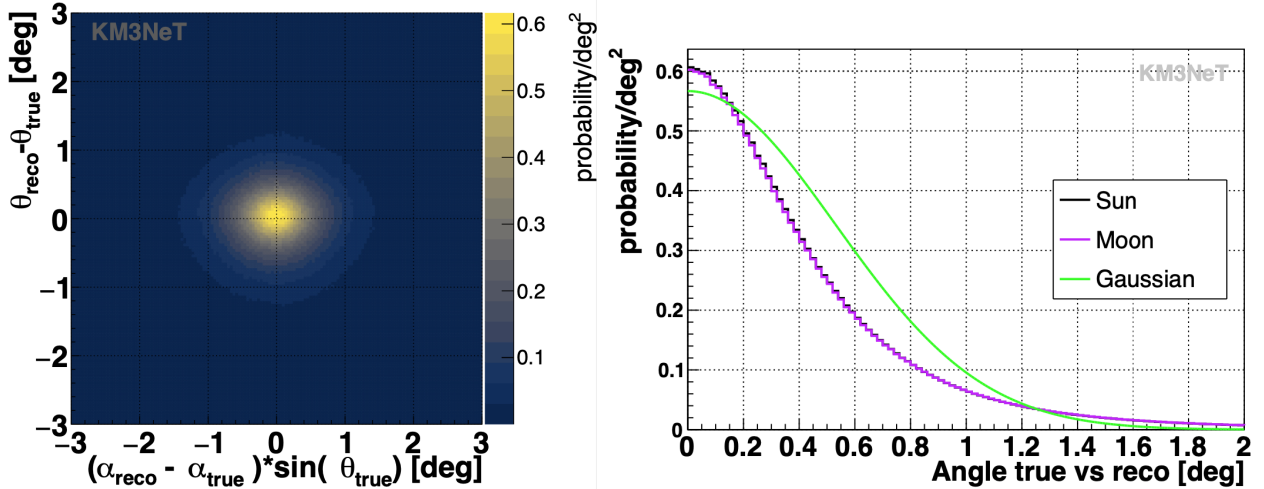 KM3NeT
θreco-θtrue [deg]
3
2
1
0
−1
−2
−3
−3 −2 −1 0 1 2 3
(αreco - αtrue )*sin( θtrue) [deg]
0.6
0.5
0.4
0.3
0.2
0.1
probability/deg²
KM3NeT
probability/deg²
0.6
0.5
0.4
0.3
0.2
0.1
0
Sun
Moon
Gaussian
0 0.2 0.4 0.6 0.8 1 1.2 1.4 1.6 1.8 2
Angle true vs reco [deg]